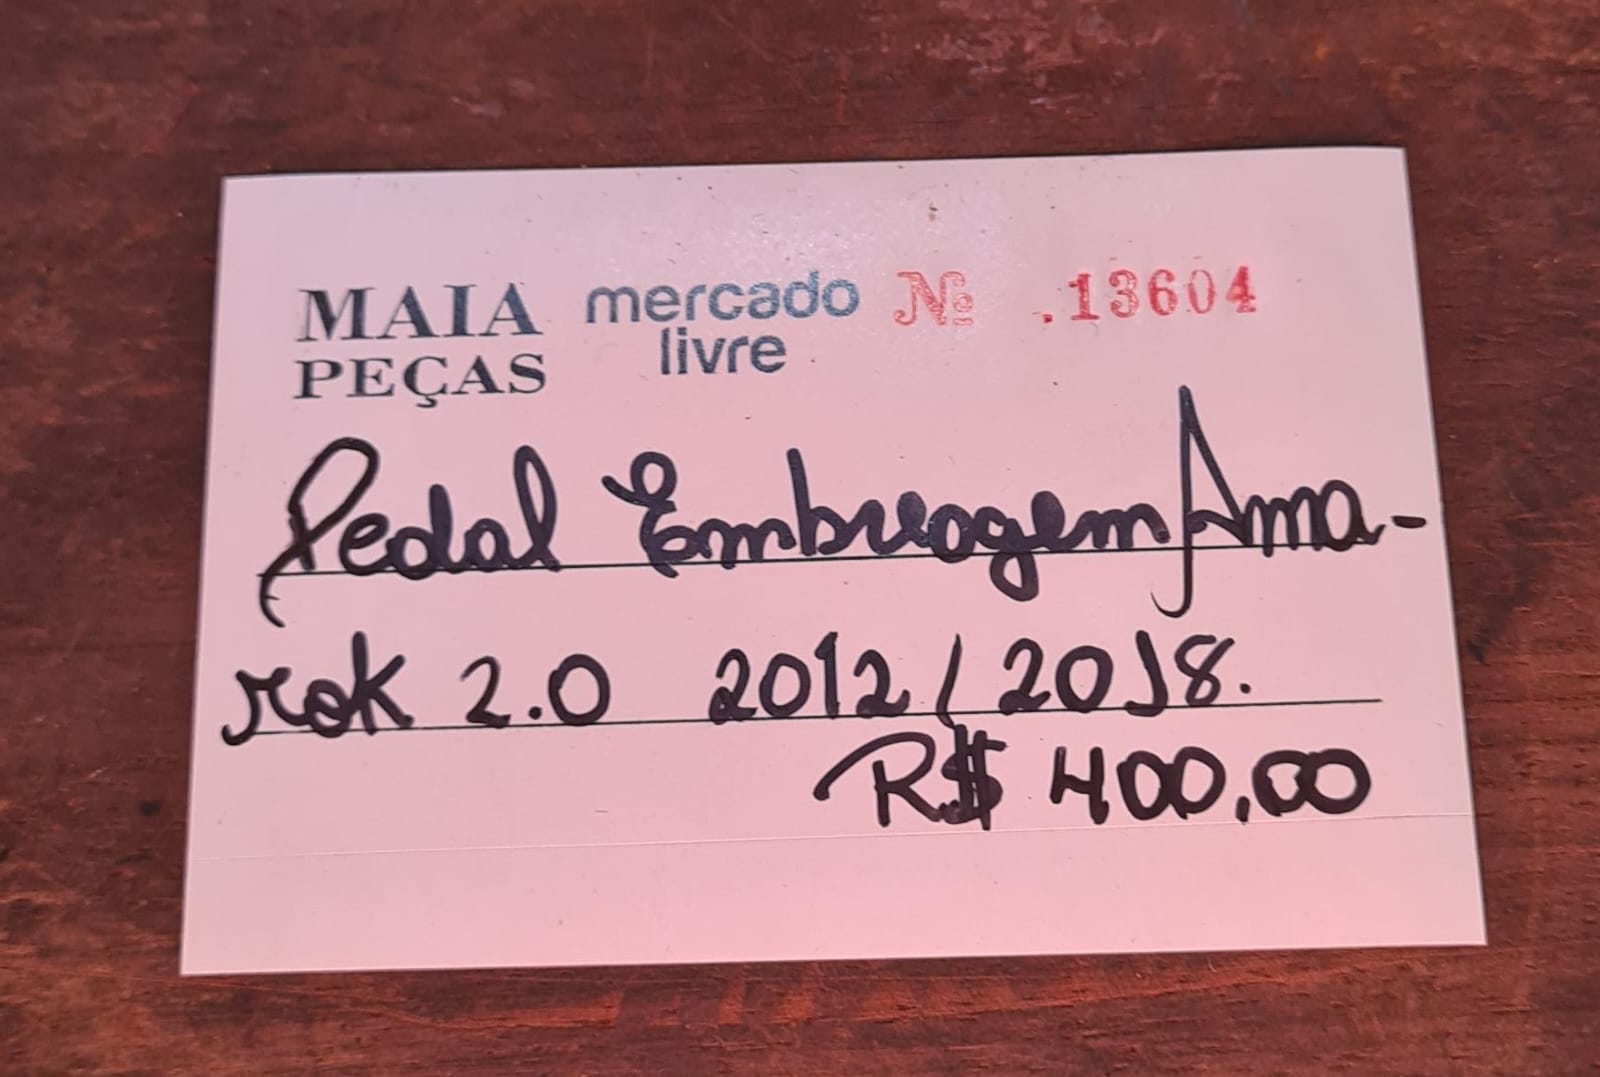 MAIA PEÇAS mercado livre Nº .13604
Pedal Embreagem Ama-
rok 2.0 2012/2018.
R$ 400,00